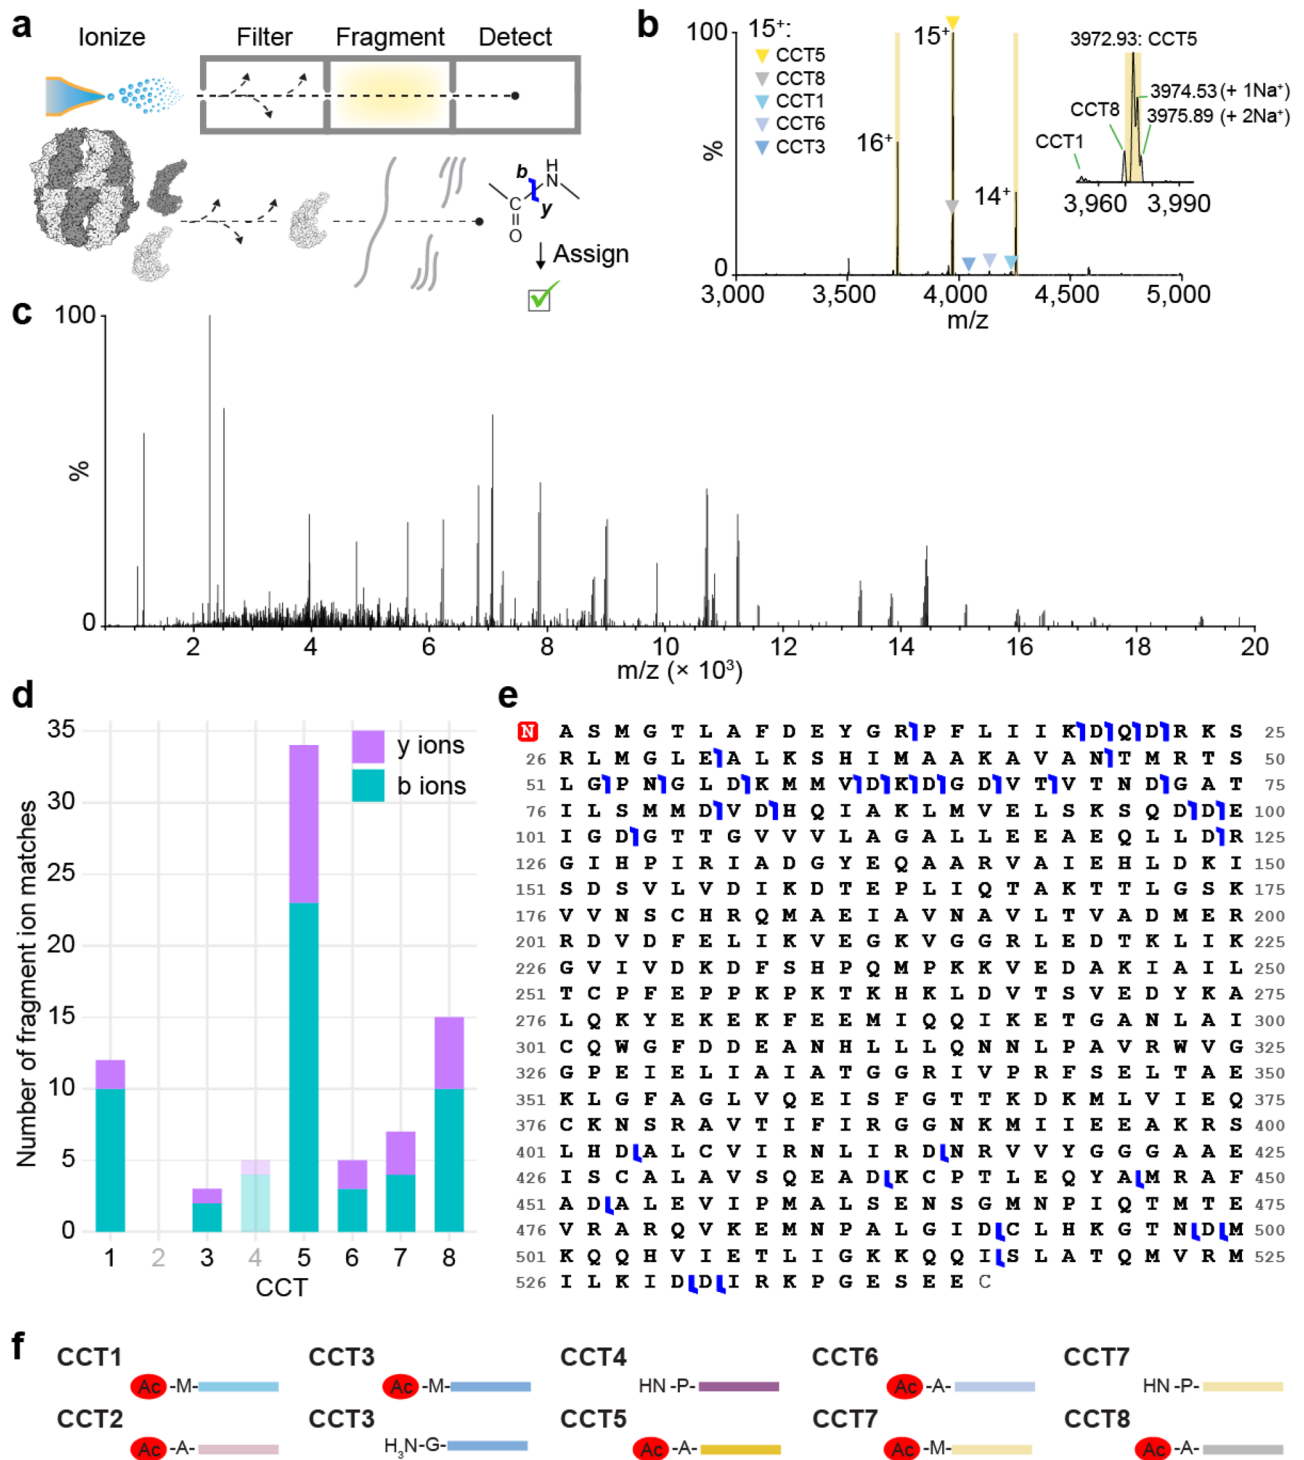 a
Ionize
Filter
Fragment
Detect
b
H
N
y
C
O
Assign
b
100
%
0
15+:
CCT5
CCT8
CCT1
CCT6
CCT3
16+
15+
14+
3,000
3,500
4,000
4,500
5,000
m/z
3972.93: CCT5
3974.53 (+ 1Na+)
3975.89 (+ 2Na+)
CCT8
CCT1
3,960
3,990
c
100
%
0
2
4
6
8
10
12
14
16
18
20
m/z (× 10³)
d
Number of fragment ion matches
35
30
25
20
15
10
5
0
y ions
b ions
1
2
3
4
5
6
7
8
CCT
e
N A S M G T L A F D E Y G R P F L I I K D Q D R K S 25
26 R L M G L E A L K S H I M A A K A V A N T M R T S 50
51 L G P N G L D K M M V D K D G D V T V T N D G A T 75
76 I L S M M D V D H Q I A K L M V E L S K S Q D D E 100
101 I G D G T T G V V V L A G A L L E E A E Q L L D R 125
126 G I H P I R I A D G Y E Q A A R V A I E H L D K I 150
151 S D S V L V D I K D T E P L I Q T A K T T L G S K 175
176 V V N S C H R Q M A E I A V N A V L T V A D M E R 200
201 R D V D F E L I K V E G K V G G R L E D T K L I K 225
226 G V I V D K D F S H P Q M P K K V E D A K I A I L 250
251 T C P F E P P K P K T K H K L D V T S V E D Y K A 275
276 L Q K Y E K E K F E E M I Q Q I K E T G A N L A I 300
301 C Q W G F D D E A N H L L L Q N N L P A V R W V G 325
326 G P E I E L I A I A T G G R I V P R F S E L T A E 350
351 K L G F A G L V Q E I S F G T T K D K M L V I E Q 375
376 C K N S R A V T I F I R G G N K M I I E E A K R S 400
401 L H D A L C V I R N L I R D N R V V Y G G G A A E 425
426 I S C A L A V S Q E A D K C P T L E Q Y A M R A F 450
451 A D A L E V I P M A L S E N S G M N P I Q T M T E 475
476 V R A R Q V K E M N P A L G I D C L H K G T N D M 500
501 K Q Q H V I E T L I G K K Q Q I S L A T Q M V R M 525
526 I L K I D D I R K P G E S E E C
f
CCT1
Ac -M-
CCT3
Ac -M-
CCT4
HN -P-
CCT6
Ac -A-
CCT7
HN -P-
CCT2
Ac -A-
CCT3
H₃N-G-
CCT5
Ac -A-
CCT7
Ac -M-
CCT8
Ac -A-